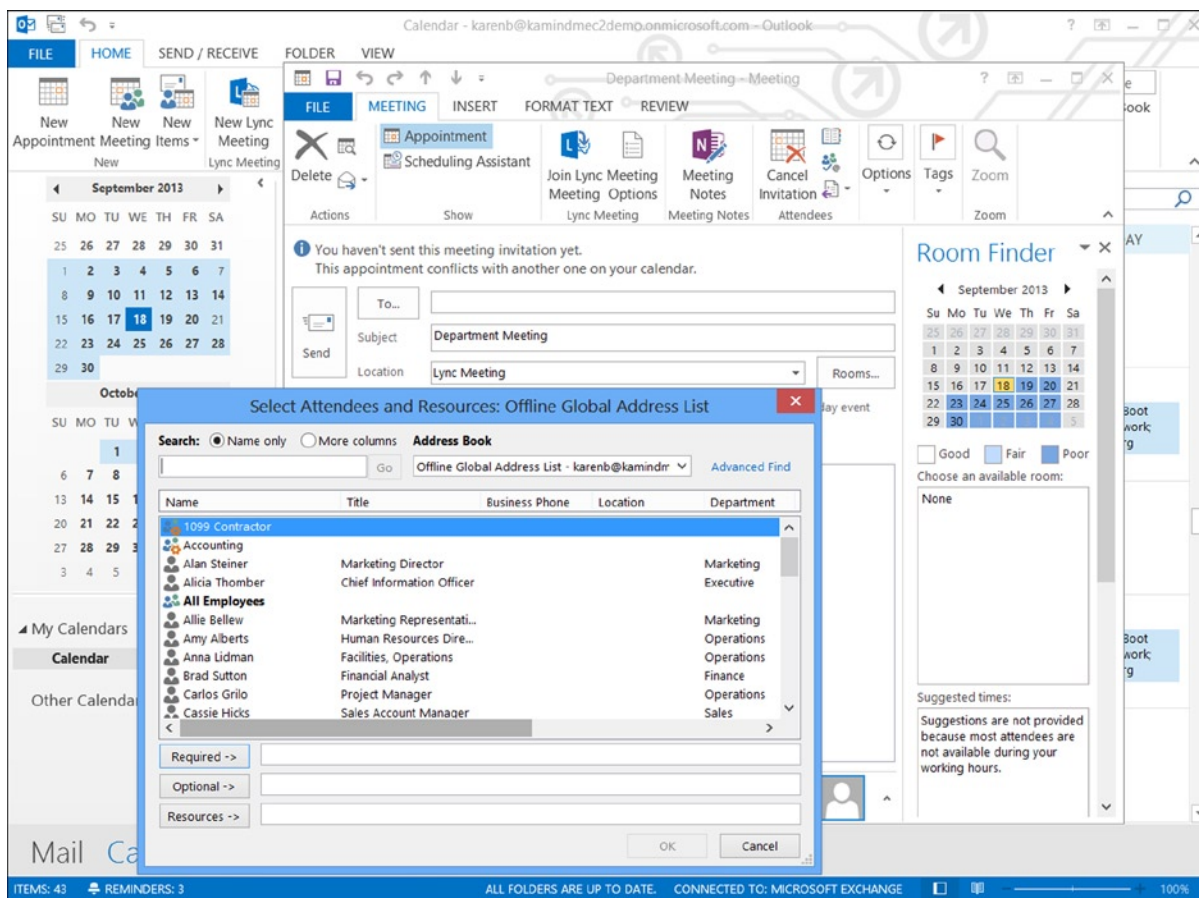 Calendar - karenb@kamindmec2demo.onmicrosoft.com - Outlook
FILE HOME SEND / RECEIVE FOLDER VIEW
New Appointment
New Meeting
New Items
New Lync Meeting
New
Lync Meeting
September 2013
SU MO TU WE TH FR SA
25 26 27 28 29 30 31
1 2 3 4 5 6 7
8 9 10 11 12 13 14
15 16 17 18 19 20 21
22 23 24 25 26 27 28
29 30
Octobe
SU MO TU W
1
6 7 8
13 14 15 1
20 21 22 2
27 28 29 3
3 4 5
My Calendars
Calendar
Other Calendar
Mail Ca
Department Meeting - Meeting
FILE MEETING INSERT FORMAT TEXT REVIEW
Delete
Actions
Appointment
Scheduling Assistant
Show
Join Lync Meeting
Meeting Options
Lync Meeting
Meeting Notes
Meeting Notes
Cancel Invitation
Attendees
Options
Tags
Zoom
Zoom
You haven't sent this meeting invitation yet.
This appointment conflicts with another one on your calendar.
Send
To...
Subject Department Meeting
Location Lync Meeting
Rooms...
day event
Room Finder
September 2013
Su Mo Tu We Th Fr Sa
25 26 27 28 29 30 31
1 2 3 4 5 6 7
8 9 10 11 12 13 14
15 16 17 18 19 20 21
22 23 24 25 26 27 28
29 30
5
Good Fair Poor
Choose an available room:
None
Suggested times:
Suggestions are not provided
because most attendees are
not available during your
working hours.
Select Attendees and Resources: Offline Global Address List
Search: Name only More columns Address Book
Go Offline Global Address List - karenb@kamindr Advanced Find
Name Title Business Phone Location Department
1099 Contractor
Accounting
Alan Steiner Marketing Director Marketing
Alicia Thomber Chief Information Officer Executive
All Employees
Allie Bellew Marketing Representati... Marketing
Amy Alberts Human Resources Dire... Operations
Anna Lidman Facilities, Operations Operations
Brad Sutton Financial Analyst Finance
Carlos Grilo Project Manager Operations
Cassie Hicks Sales Account Manager Sales
Required ->
Optional ->
Resources ->
OK Cancel
e
ook
AY
Boot
work;
rg
Boot
work;
rg
ITEMS: 43 REMINDERS: 3 ALL FOLDERS ARE UP TO DATE. CONNECTED TO: MICROSOFT EXCHANGE 100%